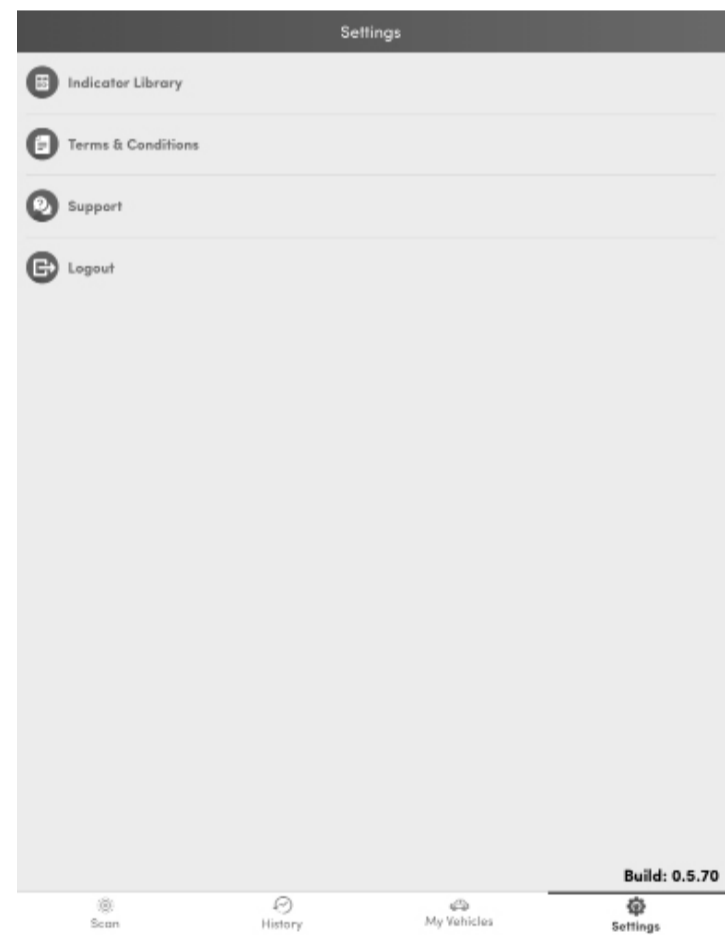 Settings
Indicator Library
Terms & Conditions
Support
Logout
Build: 0.5.70
Scan
History
My Vehicles
Settings